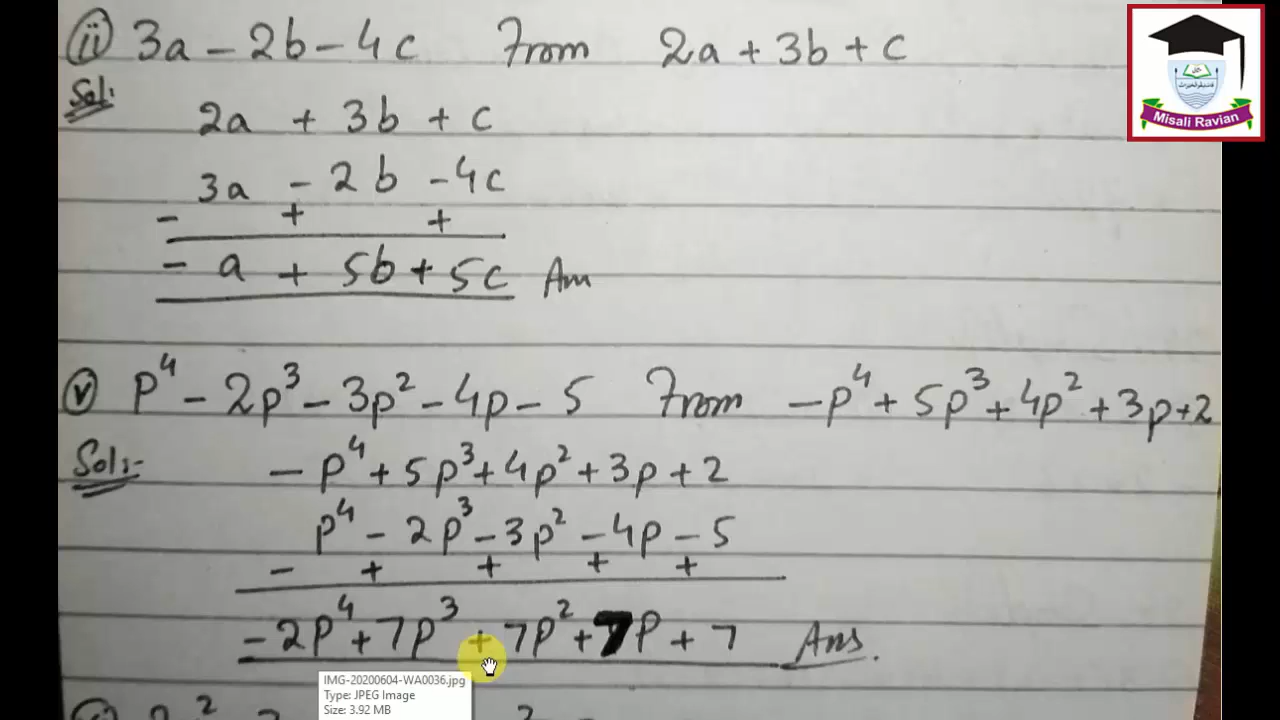 (ii) 3a - 2b - 4c From 2a + 3b + c
Sol:
2a + 3b + c
3a - 2b - 4c
- + +
- a + 5b + 5c Am
(v) p⁴ - 2p³ - 3p² - 4p - 5 From -p⁴ + 5p³ + 4p² + 3p + 2
Sol:-
-p⁴ + 5p³ + 4p² + 3p + 2
p⁴ - 2p³ - 3p² - 4p - 5
- + + + +
-2p⁴ + 7p³ + 7p² + 7p + 7 Ans.
IMG-20200604-WA0036.jpg
Type: JPEG Image
Size: 3.92 MB
Misali Ravian